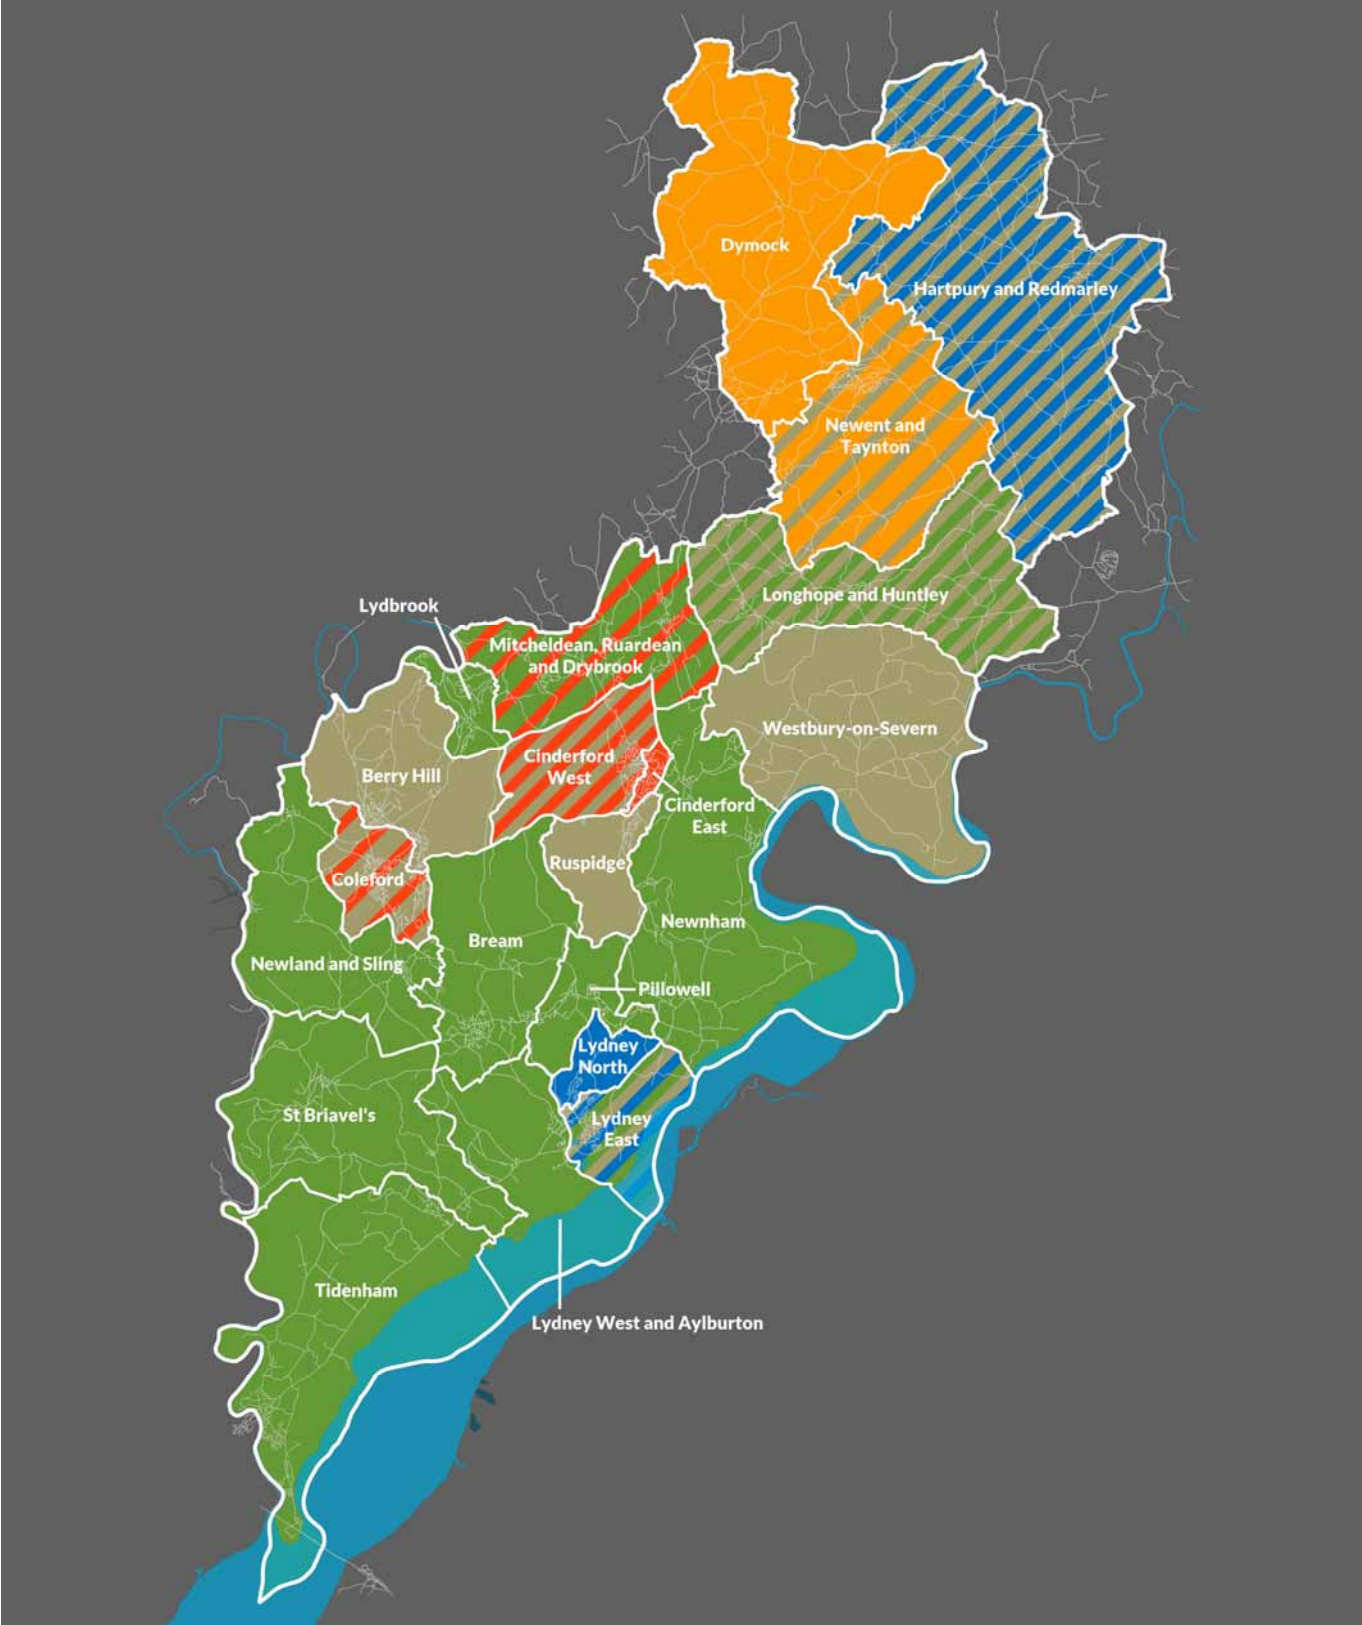 Dymock
Hartpury and Redmarley
Newent and
Taynton
Longhope and Huntley
Lydbrook
Mitcheldean, Ruardean
and Drybrook
Westbury-on-Severn
Cinderford
West
Berry Hill
Cinderford
East
Ruspidge
Coleford
Newnham
Bream
Newland and Sling
Pillowell
Lydney
North
St Briavel's
Lydney
East
Tidenham
Lydney West and Aylburton